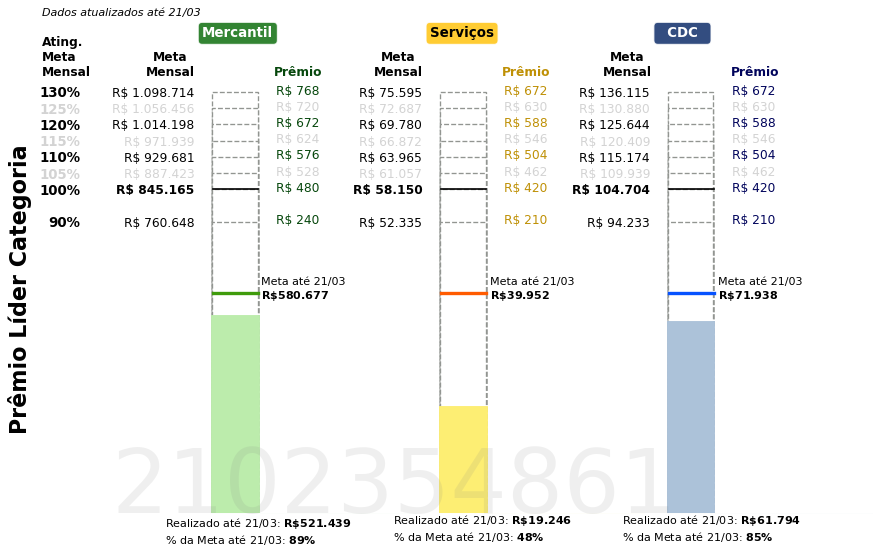 Dados atualizados até 21/03
Mercantil Serviços CDC
Ating. Meta Mensal
Meta Mensal Prêmio Meta Mensal Prêmio Meta Mensal Prêmio
130% R$ 1.098.714 R$ 768 R$ 75.595 R$ 672 R$ 136.115 R$ 672
125% R$ 1.056.456 R$ 720 R$ 72.687 R$ 630 R$ 130.880 R$ 630
120% R$ 1.014.198 R$ 672 R$ 69.780 R$ 588 R$ 125.644 R$ 588
115% R$ 971.939 R$ 624 R$ 66.872 R$ 546 R$ 120.409 R$ 546
110% R$ 929.681 R$ 576 R$ 63.965 R$ 504 R$ 115.174 R$ 504
105% R$ 887.423 R$ 528 R$ 61.057 R$ 462 R$ 109.939 R$ 462
100% R$ 845.165 R$ 480 R$ 58.150 R$ 420 R$ 104.704 R$ 420
90% R$ 760.648 R$ 240 R$ 52.335 R$ 210 R$ 94.233 R$ 210
Prêmio Líder Categoria
Meta até 21/03 Meta até 21/03 Meta até 21/03
R$580.677 R$39.952 R$71.938
2102354861
Realizado até 21/03: R$521.439 Realizado até 21/03: R$19.246 Realizado até 21/03: R$61.794
% da Meta até 21/03: 89% % da Meta até 21/03: 48% % da Meta até 21/03: 85%